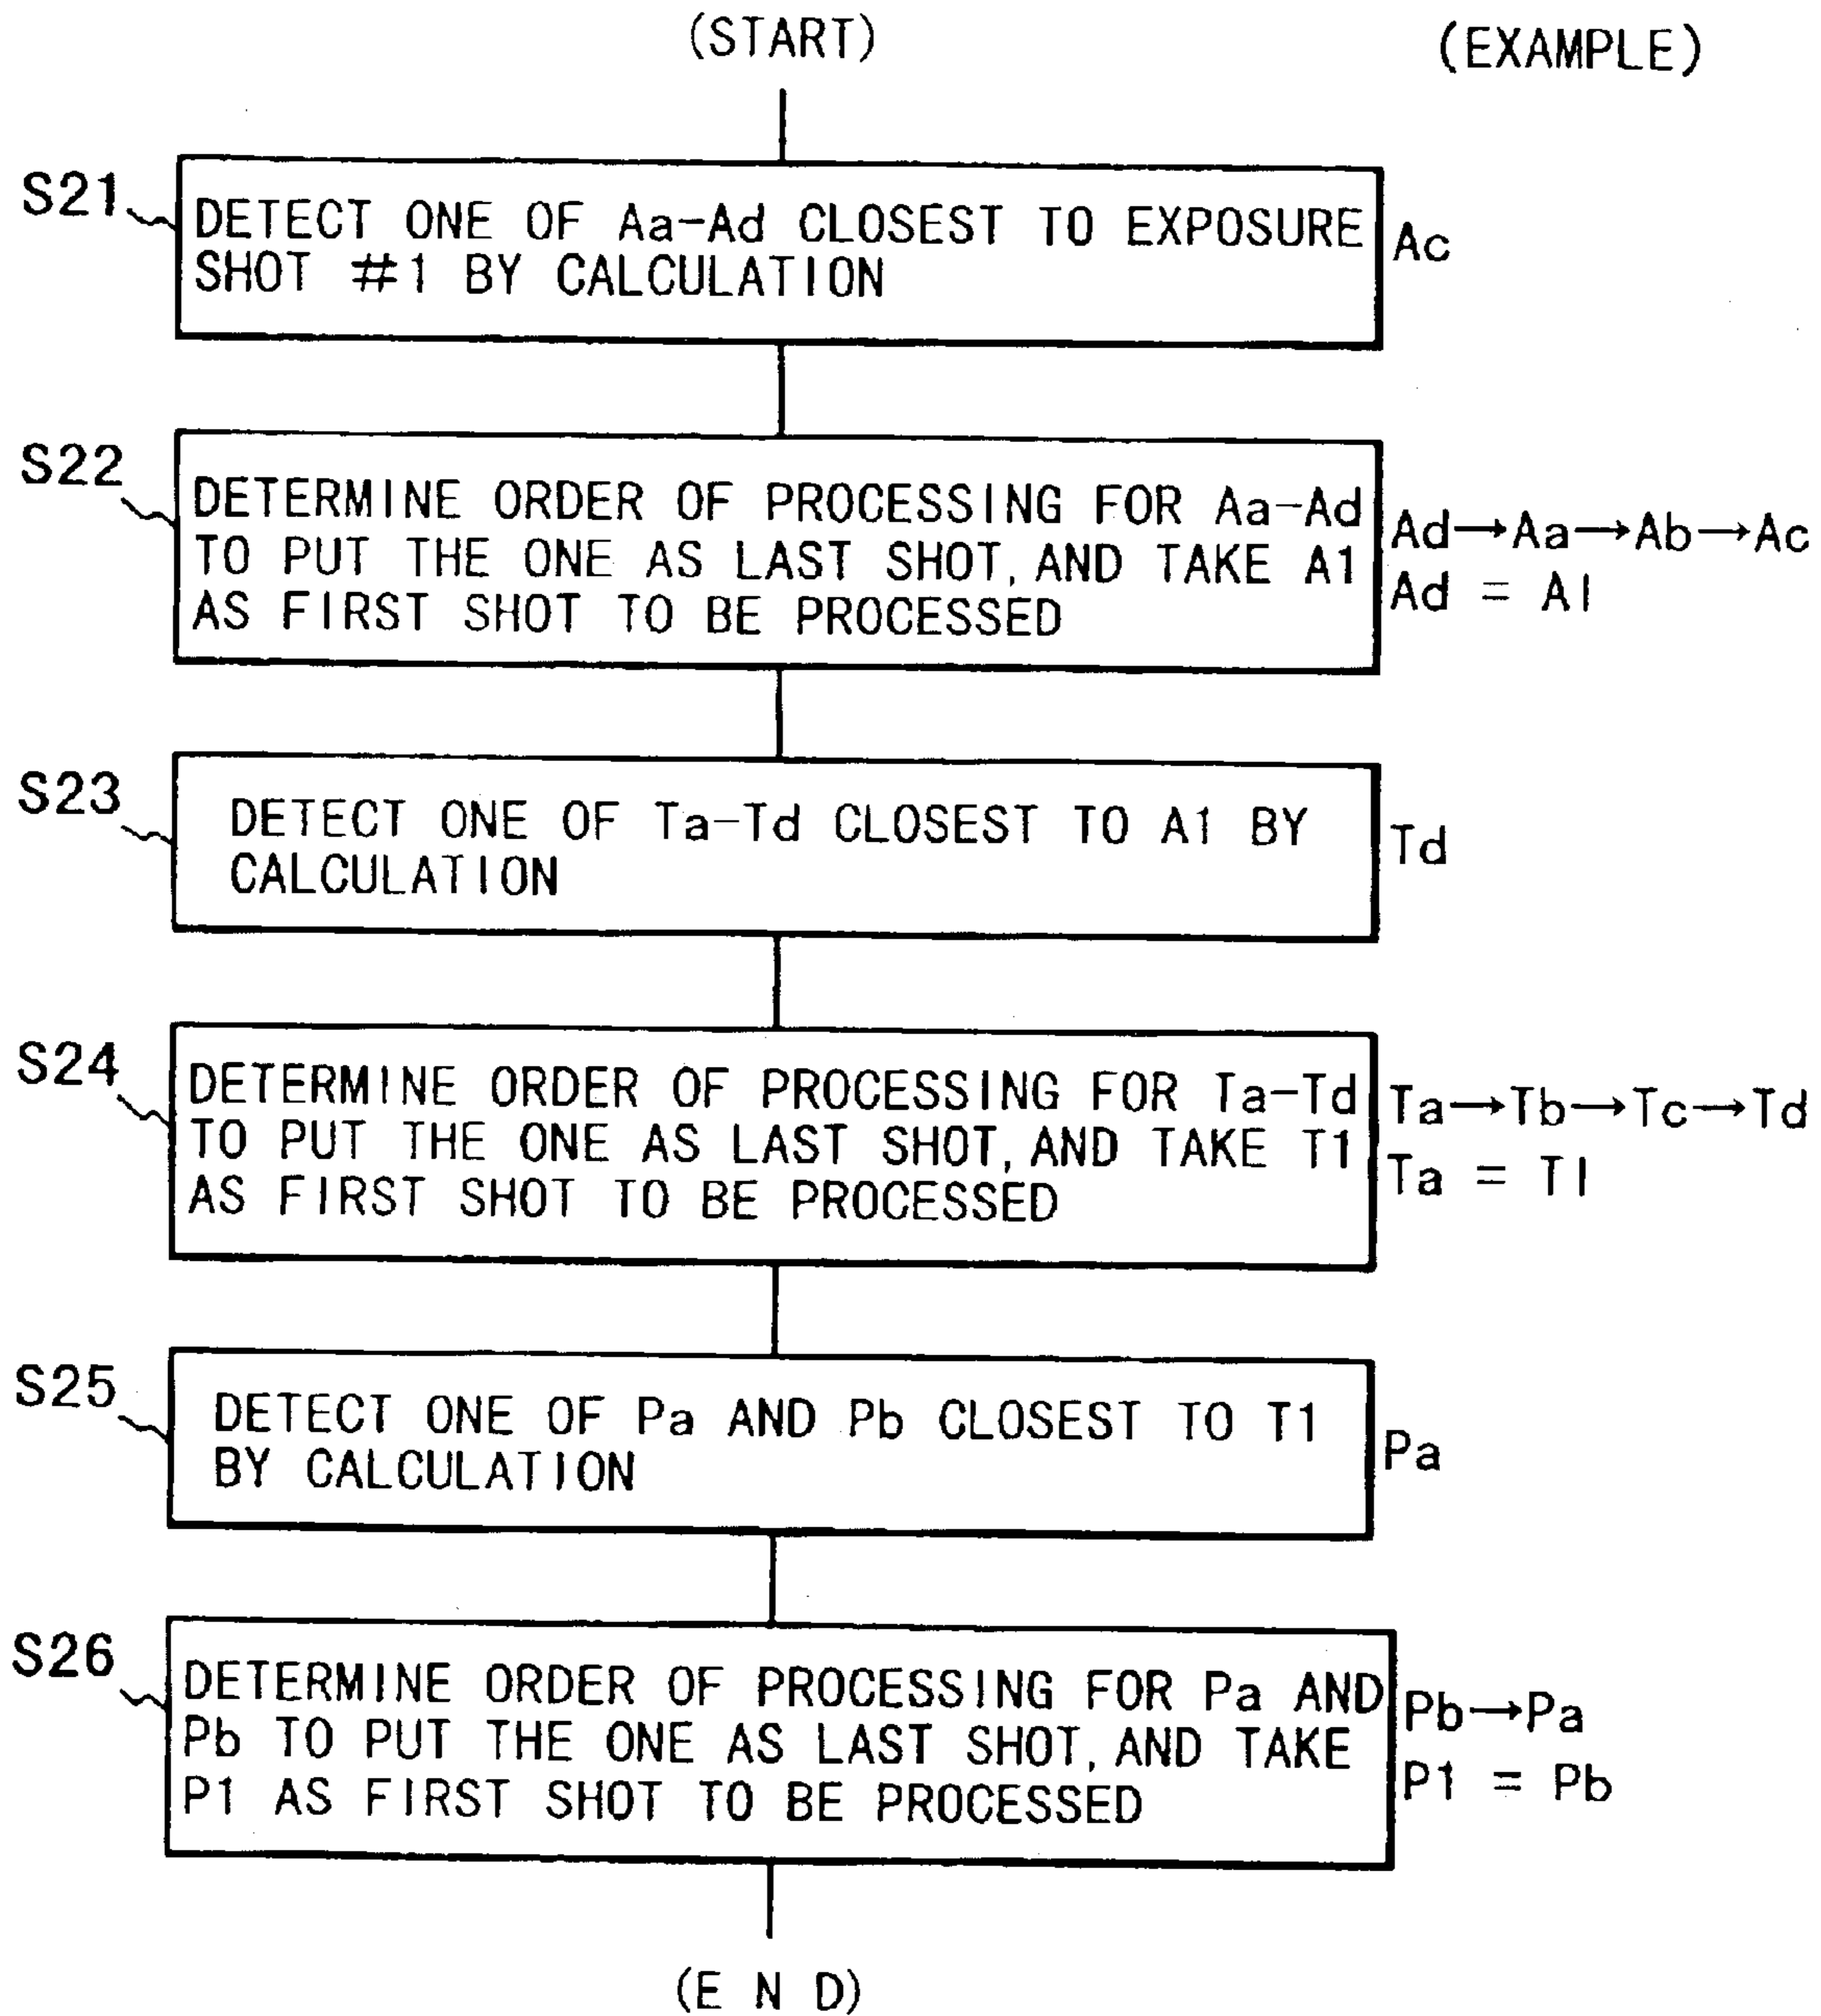 (START)
(EXAMPLE)
S21
DETECT ONE OF Aa-Ad CLOSEST TO EXPOSURE
SHOT #1 BY CALCULATION
Ac
S22
DETERMINE ORDER OF PROCESSING FOR Aa-Ad
TO PUT THE ONE AS LAST SHOT, AND TAKE A1
AS FIRST SHOT TO BE PROCESSED
Ad→Aa→Ab→Ac
Ad = A1
S23
DETECT ONE OF Ta-Td CLOSEST TO A1 BY
CALCULATION
Td
S24
DETERMINE ORDER OF PROCESSING FOR Ta-Td
TO PUT THE ONE AS LAST SHOT, AND TAKE T1
AS FIRST SHOT TO BE PROCESSED
Ta→Tb→Tc→Td
Ta = T1
S25
DETECT ONE OF Pa AND Pb CLOSEST TO T1
BY CALCULATION
Pa
S26
DETERMINE ORDER OF PROCESSING FOR Pa AND
Pb TO PUT THE ONE AS LAST SHOT, AND TAKE
P1 AS FIRST SHOT TO BE PROCESSED
Pb→Pa
P1 = Pb
(E N D)